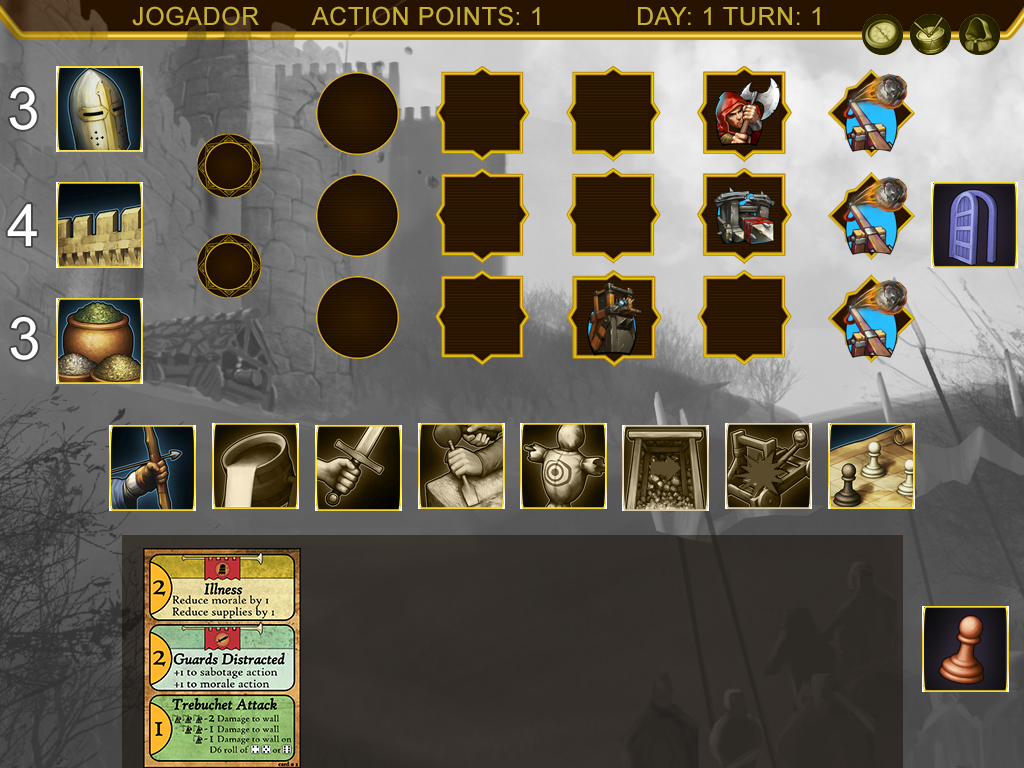 JOGADOR ACTION POINTS: 1 DAY: 1 TURN: 1
3
4
3
2
Illness
Reduce morale by 1
Reduce supplies by 1
2
Guards Distracted
+1 to sabotage action
+1 to morale action
1
Trebuchet Attack
-2 Damage to wall
-1 Damage to wall
-1 Damage to wall on
D6 roll of or